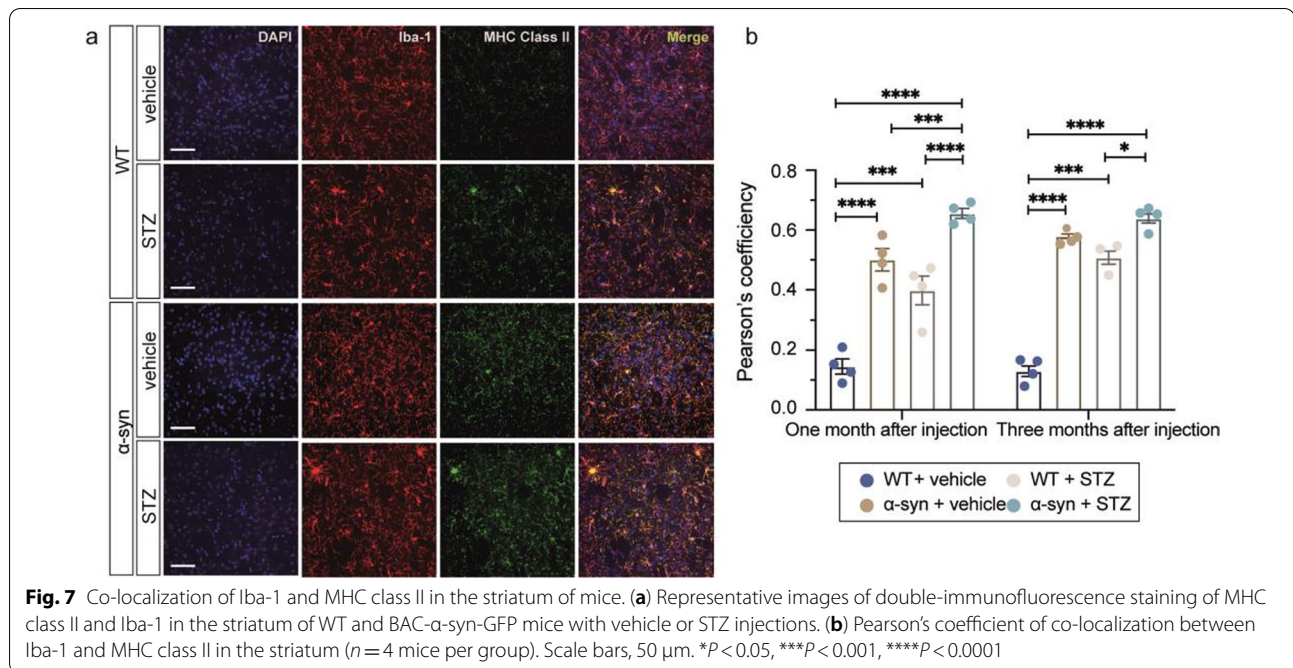 a
DAPI
Iba-1
MHC Class II
Merge
WT
vehicle
STZ
α-syn
vehicle
STZ
b
****
***
****
***
****
****
*
***
****
Pearson's coefficiency
0.8
0.6
0.4
0.2
0.0
One month after injection Three months after injection
WT + vehicle WT + STZ
α-syn + vehicle α-syn + STZ
Fig. 7 Co-localization of Iba-1 and MHC class II in the striatum of mice. (a) Representative images of double-immunofluorescence staining of MHC
class II and Iba-1 in the striatum of WT and BAC-α-syn-GFP mice with vehicle or STZ injections. (b) Pearson's coefficient of co-localization between
Iba-1 and MHC class II in the striatum (n = 4 mice per group). Scale bars, 50 μm. *P < 0.05, ***P < 0.001, ****P < 0.0001